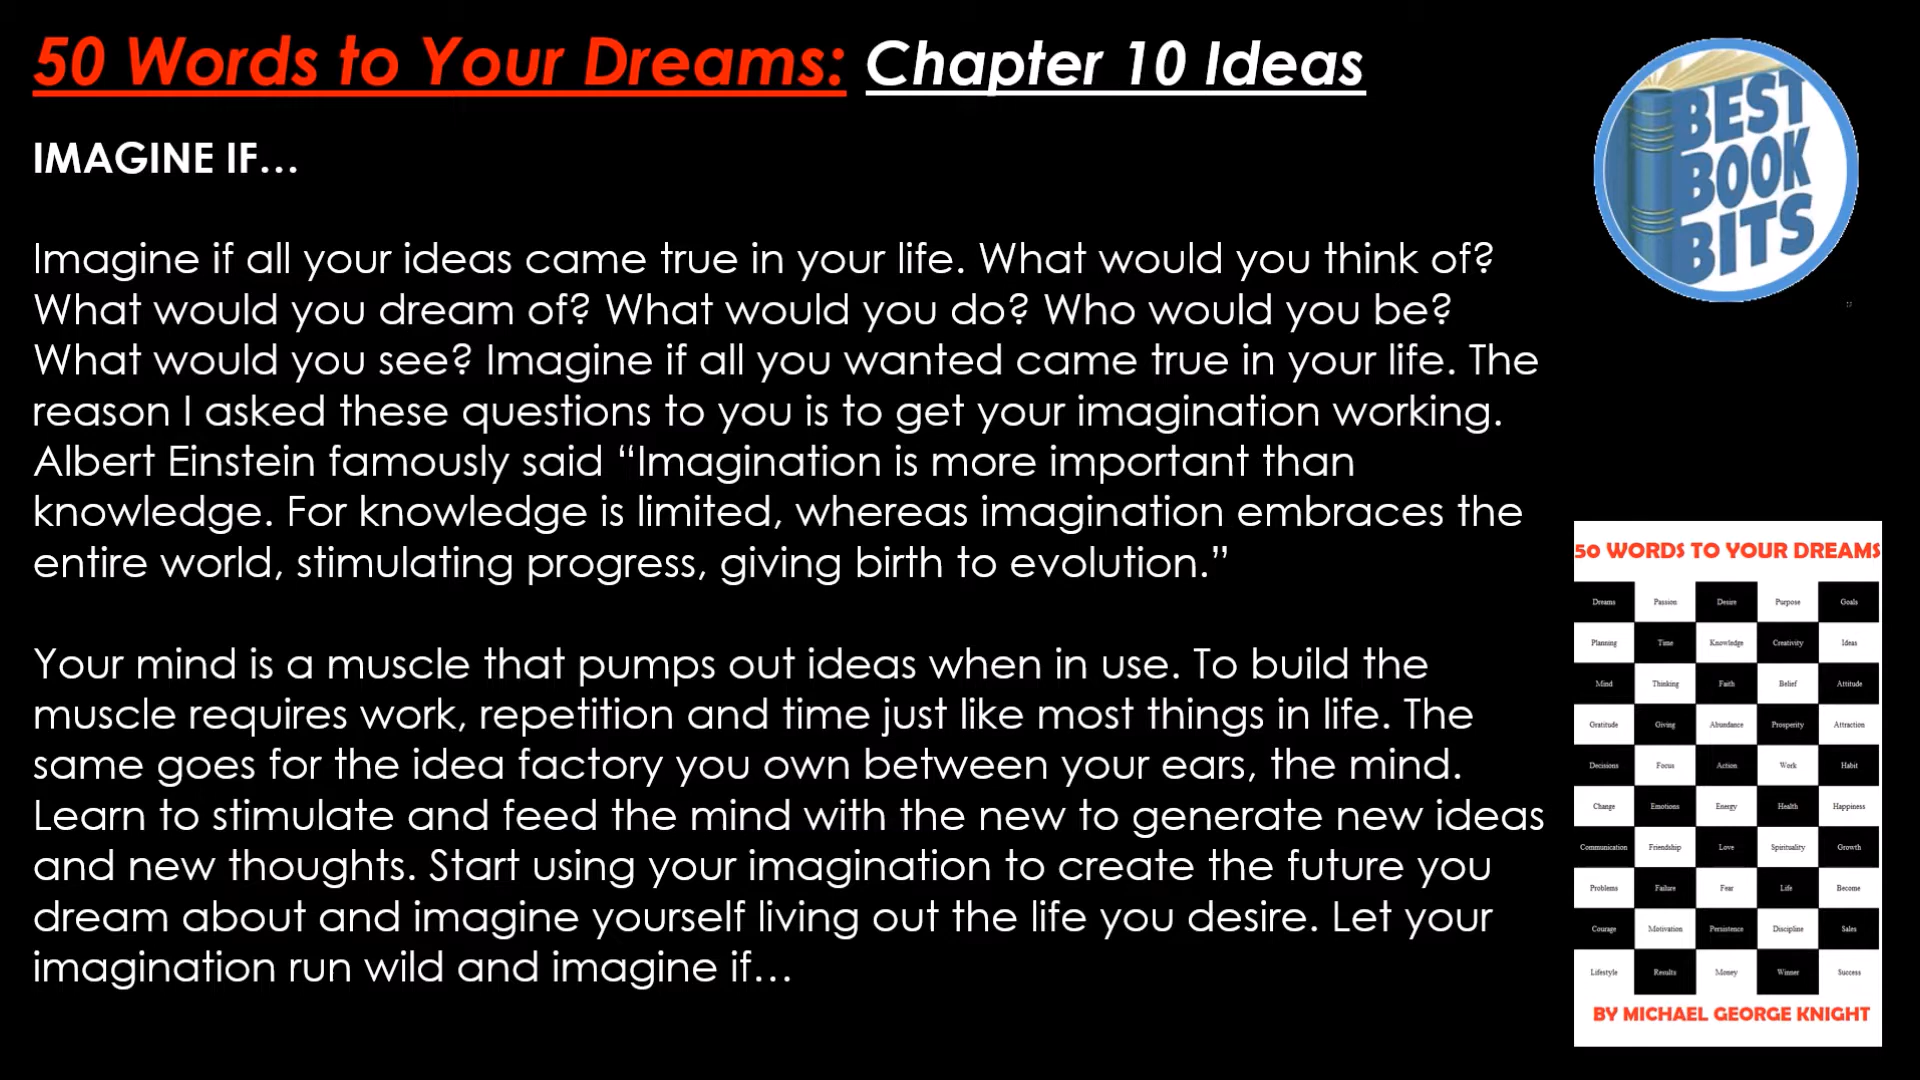 50 Words to Your Dreams: Chapter 10 Ideas
IMAGINE IF…
Imagine if all your ideas came true in your life. What would you think of?
What would you dream of? What would you do? Who would you be?
What would you see? Imagine if all you wanted came true in your life. The
reason I asked these questions to you is to get your imagination working.
Albert Einstein famously said “Imagination is more important than
knowledge. For knowledge is limited, whereas imagination embraces the
entire world, stimulating progress, giving birth to evolution.”
Your mind is a muscle that pumps out ideas when in use. To build the
muscle requires work, repetition and time just like most things in life. The
same goes for the idea factory you own between your ears, the mind.
Learn to stimulate and feed the mind with the new to generate new ideas
and new thoughts. Start using your imagination to create the future you
dream about and imagine yourself living out the life you desire. Let your
imagination run wild and imagine if…
BEST
BOOK
BITS
50 WORDS TO YOUR DREAMS
Dreams Passion Desire Purpose Goals
Planning Time Knowledge Creativity Ideas
Mind Thinking Faith Belief Attitude
Gratitude Giving Abundance Prosperity Attraction
Decisions Focus Action Work Habit
Change Emotions Energy Health Happiness
Communication Friendship Love Spirituality Growth
Problems Failure Fear Life Become
Courage Motivation Persistence Discipline Sales
Lifestyle Results Money Winner Success
BY MICHAEL GEORGE KNIGHT